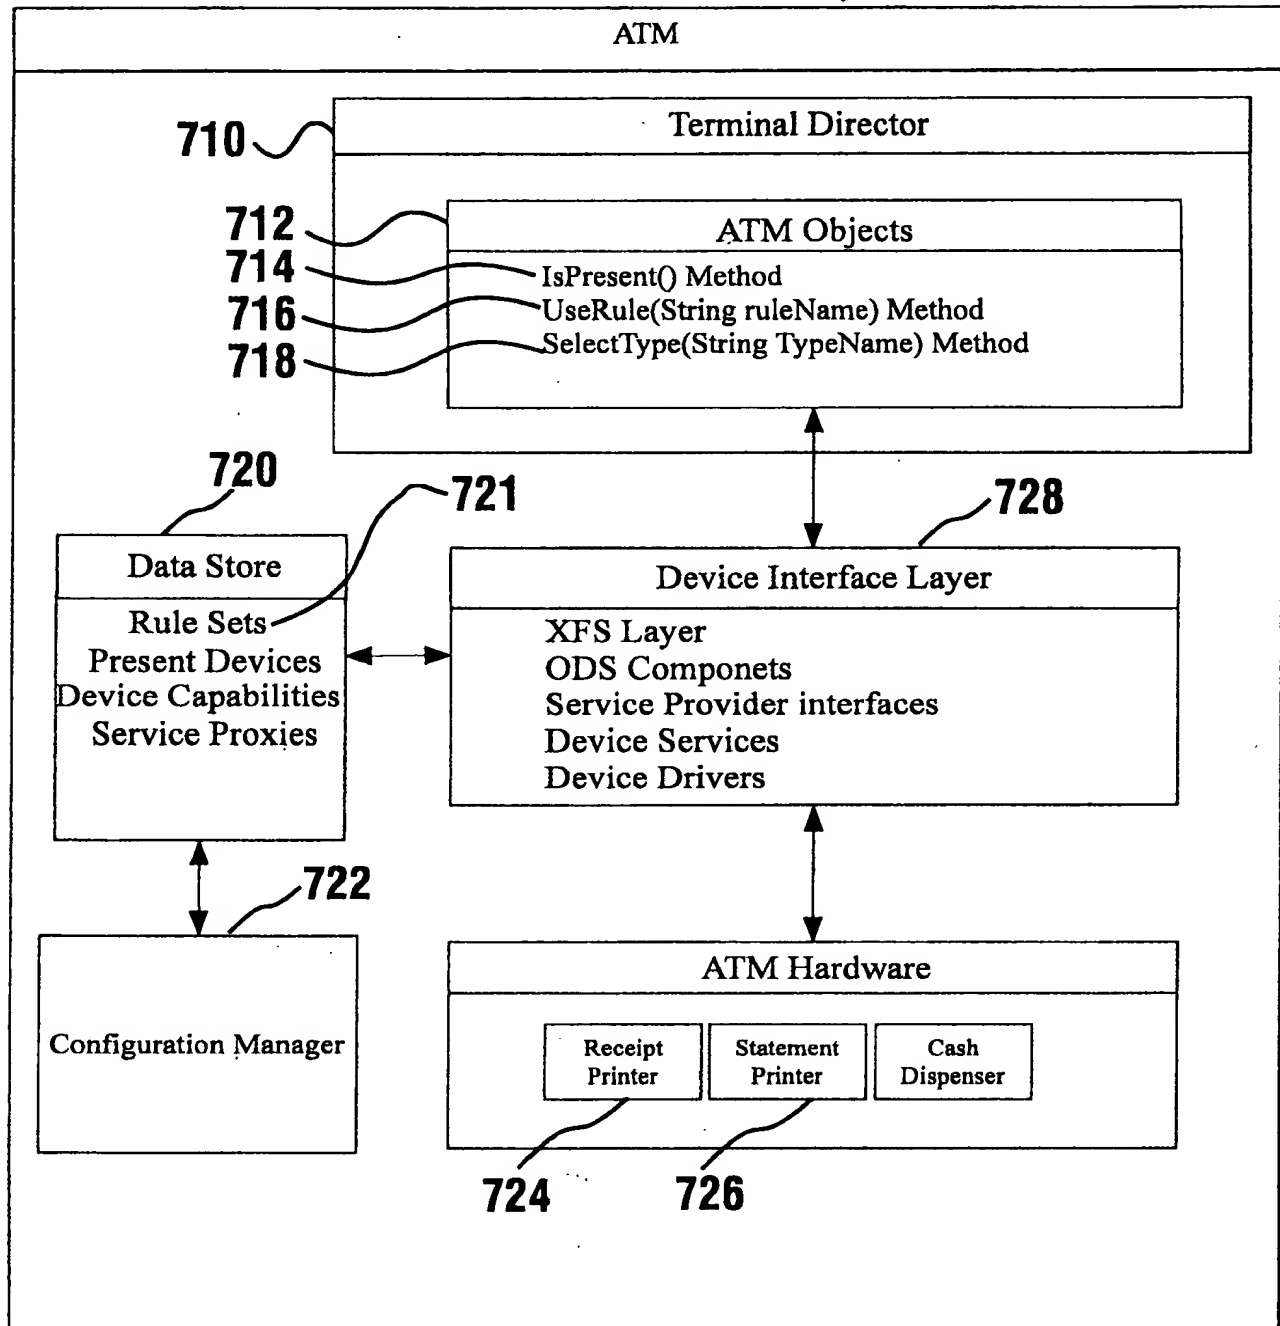 ATM
710
Terminal Director
712
ATM Objects
714
IsPresent() Method
716
UseRule(String ruleName) Method
718
SelectType(String TypeName) Method
720
721
728
Data Store
Rule Sets
Present Devices
Device Capabilities
Service Proxies
Device Interface Layer
XFS Layer
ODS Componets
Service Provider interfaces
Device Services
Device Drivers
722
Configuration Manager
ATM Hardware
Receipt
Printer
Statement
Printer
Cash
Dispenser
724
726